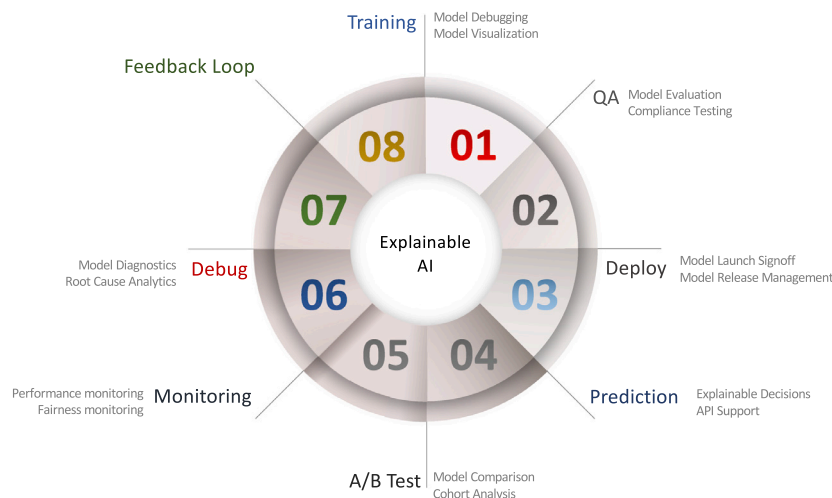 Training
Model Debugging
Model Visualization
Feedback Loop
QA
Model Evaluation
Compliance Testing
08
01
07
02
Explainable
AI
Model Diagnostics
Root Cause Analytics
Debug
Deploy
Model Launch Signoff
Model Release Management
06
03
05
04
Performance monitoring
Fairness monitoring
Monitoring
Prediction
Explainable Decisions
API Support
A/B Test
Model Comparison
Cohort Analysis